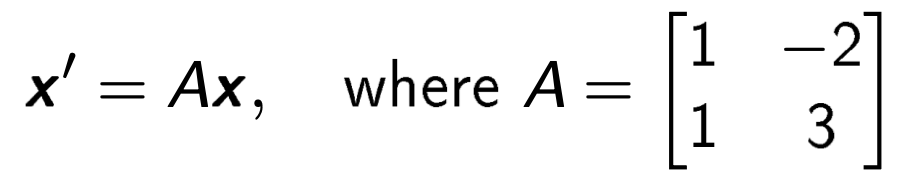 x′ = Ax, where A = [1 −2
1 3]